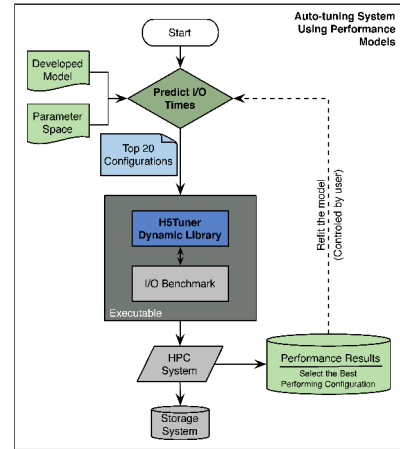 Auto-tuning System
Using Performance
Models
Start
Developed
Model
Parameter
Space
Predict I/O
Times
Top 20
Configurations
H5Tuner
Dynamic Library
I/O Benchmark
Executable
Refit the model
(Controled by user)
HPC
System
Performance Results
Select the Best
Performing Configuration
Storage
System